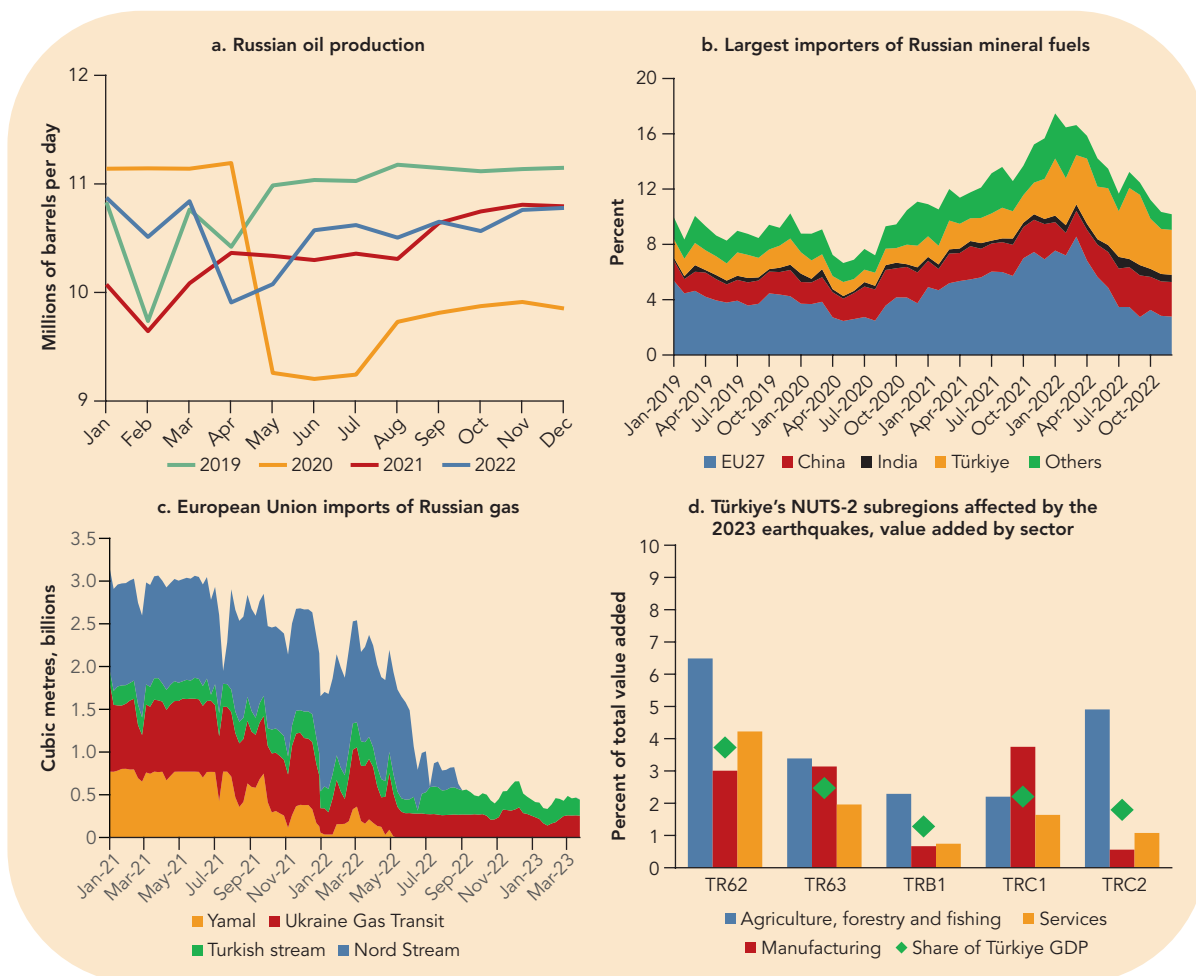 a. Russian oil production
Millions of barrels per day
12
11
10
9
Jan
Feb
Mar
Apr
May
Jun
Jul
Aug
Sep
Oct
Nov
Dec
2019 2020 2021 2022
b. Largest importers of Russian mineral fuels
Percent
20
16
12
8
4
0
Jan-2019
Apr-2019
Jul-2019
Oct-2019
Jan-2020
Apr-2020
Jul-2020
Oct-2020
Jan-2021
Apr-2021
Jul-2021
Oct-2021
Jan-2022
Apr-2022
Jul-2022
Oct-2022
EU27 China India Türkiye Others
c. European Union imports of Russian gas
Cubic metres, billions
3.5
3.0
2.5
2.0
1.5
1.0
0.5
0
Jan-21
Mar-21
May-21
Jul-21
Sep-21
Nov-21
Jan-22
Mar-22
May-22
Jul-22
Sep-22
Nov-22
Jan-23
Mar-23
Yamal Ukraine Gas Transit
Turkish stream Nord Stream
d. Türkiye's NUTS-2 subregions affected by the
2023 earthquakes, value added by sector
Percent of total value added
10
9
8
7
6
5
4
3
2
1
0
TR62 TR63 TRB1 TRC1 TRC2
Agriculture, forestry and fishing Services
Manufacturing Share of Türkiye GDP